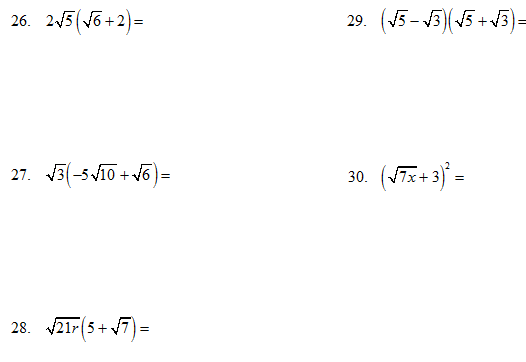 26. 2√5(√6+2)=
29. (√5−√3)(√5+√3)=
27. √3(−5√10+√6)=
30. (√7x+3)²=
28. √21r(5+√7)=